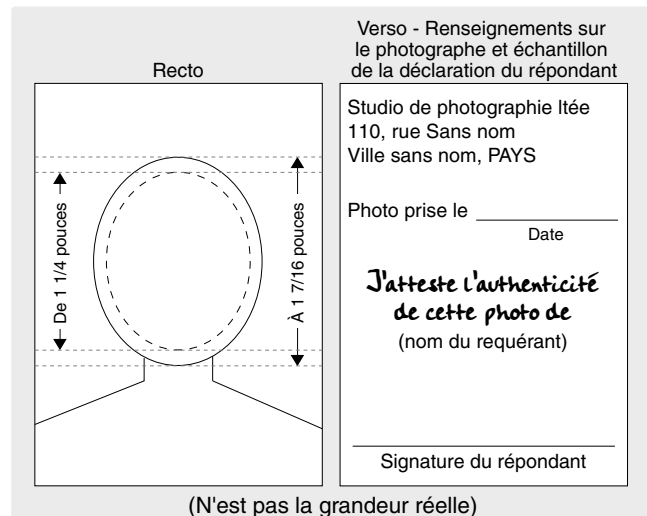 Recto
De 1 1/4 pouces
À 1 7/16 pouces
Verso - Renseignements sur
le photographe et échantillon
de la déclaration du répondant
Studio de photographie ltée
110, rue Sans nom
Ville sans nom, PAYS
Photo prise le
Date
J'atteste l'authenticité
de cette photo de
(nom du requérant)
Signature du répondant
(N'est pas la grandeur réelle)